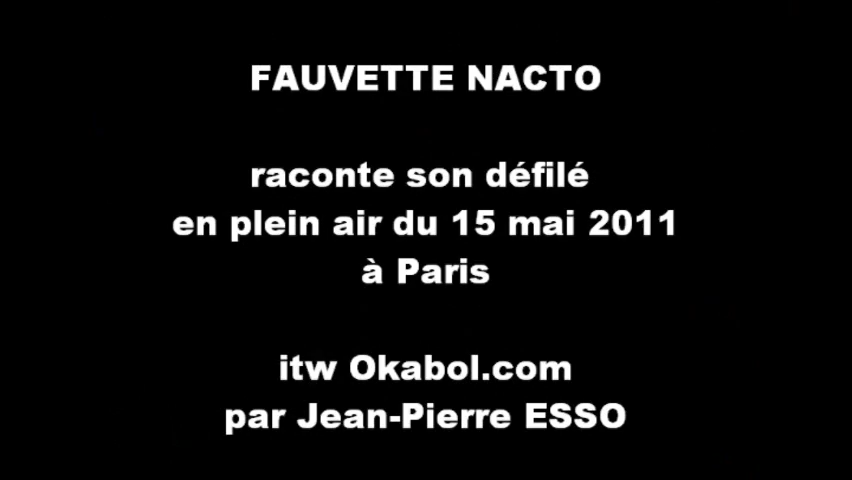 FAUVETTE NACTO
raconte son défilé
en plein air du 15 mai 2011
à Paris
itw Okabol.com
par Jean-Pierre ESSO